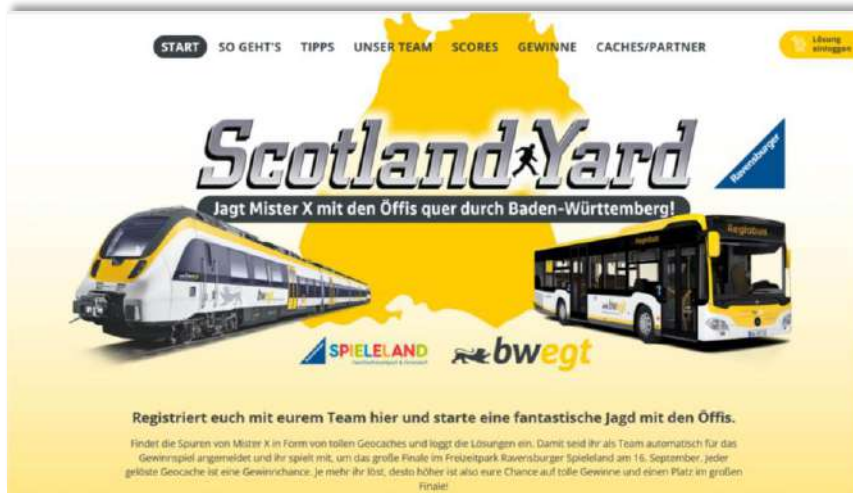 START SO GEHT'S TIPPS UNSER TEAM SCORES GEWINNE CACHES/PARTNER
Lösung
einloggen
Scotland Yard
Ravensburger
Jagt Mister X mit den Öffis quer durch Baden-Württemberg!
Regiobus
bwegt
bwegt
SPIELELAND
bwegt
Registriert euch mit eurem Team hier und starte eine fantastische Jagd mit den Öffis.
Findet die Spuren von Mister X in Form von tollen Geocaches und loggt die Lösungen ein. Damit seid ihr als Team automatisch für das
Gewinnspiel angemeldet und ihr spielt mit, um das große Finale im Freizeitpark Ravensburger Spieleland am 16. September. Jeder
gelöste Geocache ist eine Gewinnchance. Je mehr ihr löst, desto höher ist also eure Chance auf tolle Gewinne und einen Platz im großen
Finale!